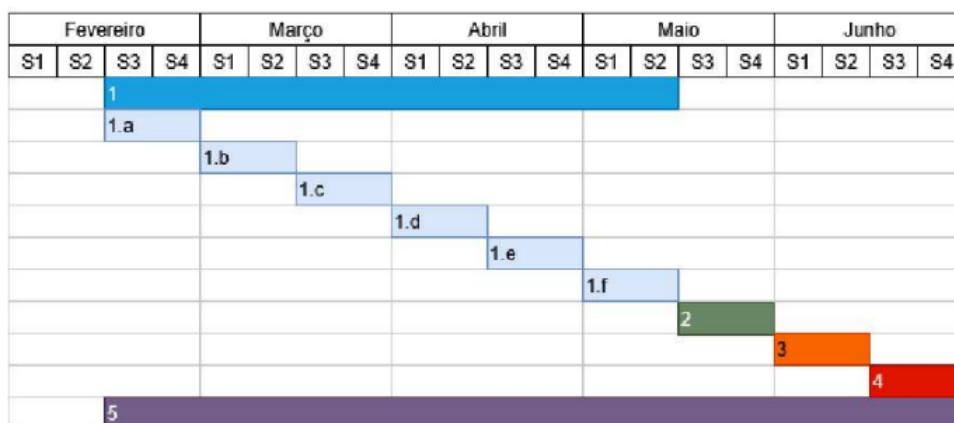 Fevereiro Março Abril Maio Junho
S1 S2 S3 S4 S1 S2 S3 S4 S1 S2 S3 S4 S1 S2 S3 S4 S1 S2 S3 S4
1
1.a
1.b
1.c
1.d
1.e
1.f
2
3
4
5